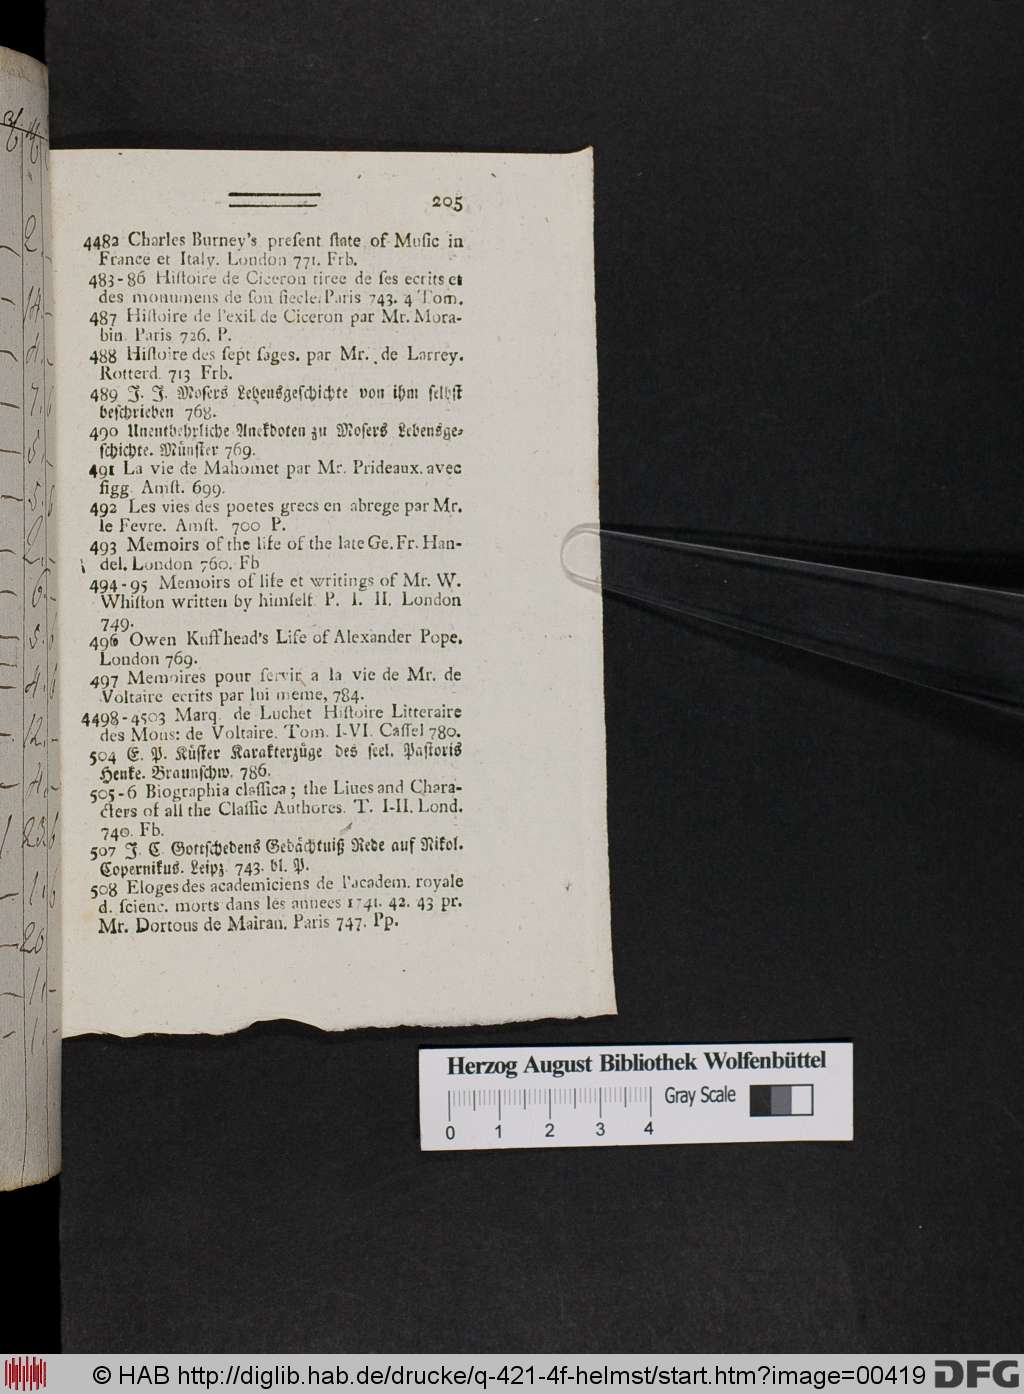 205
4482 Charles Burney's preſent ſtate of Muſic in
France et Italy. London 771. Frb.
483-86 Hiſtoire de Ciceron tiree de ſes ecrits et
des monumens de ſon ſiecle. Paris 743. 4 Tom.
487 Hiſtoire de l'exil de Ciceron par Mr. Mora-
bin. Paris 726. P.
488 Hiſtoire des ſept ſages. par Mr. de Larrey.
Rotterd. 713 Frb.
489 J. J. Moſers Lebensgeſchichte von ihm ſelbſt
beſchrieben 768.
490 Unentbehrliche Anekdoten zu Moſers Lebensge-
ſchichte. Münſter 769.
491 La vie de Mahomet par Mr. Prideaux. avec
figg. Amſt. 699.
492 Les vies des poetes grecs en abrege par Mr.
le Fevre. Amſt. 700 P.
493 Memoirs of the life of the late Ge. Fr. Han-
del. London 760. Fb
494-95 Memoirs of life et writings of Mr. W.
Whiſton written by himſelf P. I. II. London
749.
496 Owen Kuffhead's Life of Alexander Pope.
London 769.
497 Memoires pour ſervir a la vie de Mr. de
Voltaire ecrits par lui meme, 784.
4498-4503 Marq. de Luchet Hiſtoire Litteraire
des Mons: de Voltaire. Tom. I-VI. Caſſel 780.
504 E. P. Küſter Karakterzüge des ſeel. Paſtoris
Henke. Braunſchw. 786.
505-6 Biographia claſſica; the Liues and Chara-
cters of all the Claſſic Authores. T. I-II. Lond.
740. Fb.
507 J. C. Gottſchedens Gedächtniß Rede auf Nikol.
Copernikus. Leipz. 743. bl. P.
508 Eloges des academiciens de l'academ. royale
d. ſcienc. morts dans les annees 1741. 42. 43 pr.
Mr. Dortous de Mairan. Paris 747. Pp.
Herzog August Bibliothek Wolfenbüttel
Gray Scale
0 1 2 3 4
© HAB http://diglib.hab.de/drucke/q-421-4f-helmst/start.htm?image=00419 DFG